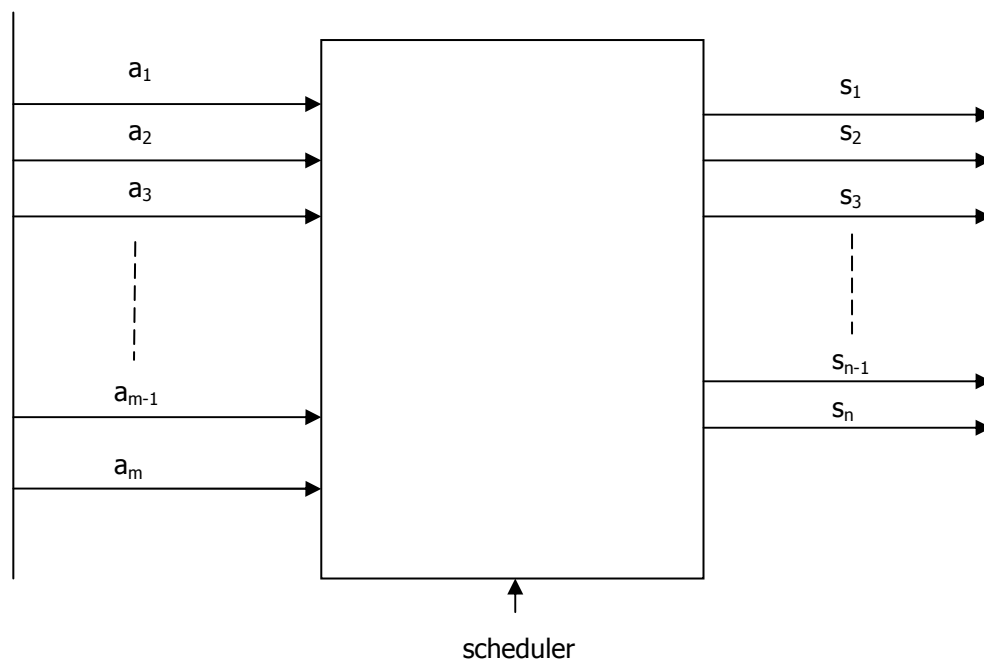 a₁
a₂
a₃
aₘ₋₁
aₘ
s₁
s₂
s₃
sₙ₋₁
sₙ
scheduler